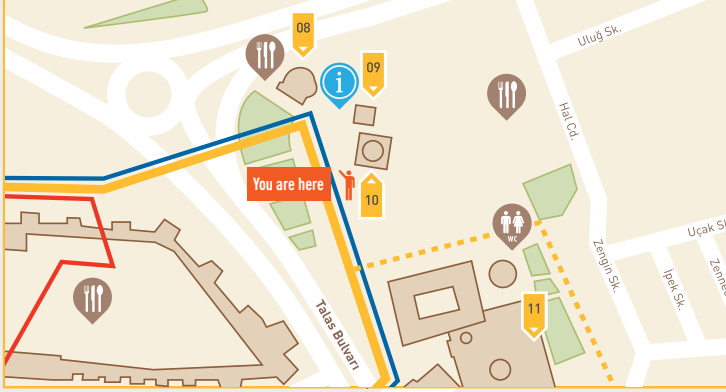 08
Uluğ Sk.
i
09
Hal Cd.
You are here
10
WC
Uçak Sk
Zengin Sk.
İpek Sk.
Zenne
11
Talas Bulvarı